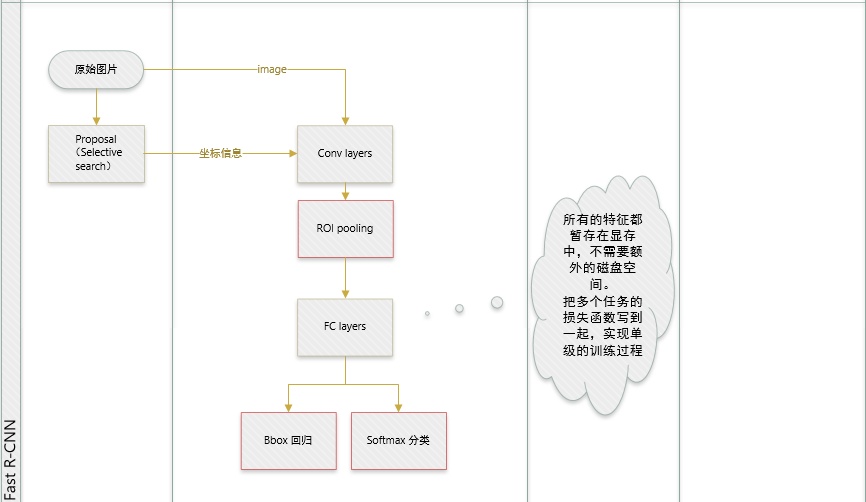 原始图片
image
Proposal
（Selective
search）
坐标信息
Conv layers
ROI pooling
FC layers
Bbox 回归
Softmax 分类
所有的特征都
暂存在显存
中，不需要额
外的磁盘空
间。
把多个任务的
损失函数写到
一起，实现单
级的训练过程
Fast R-CNN